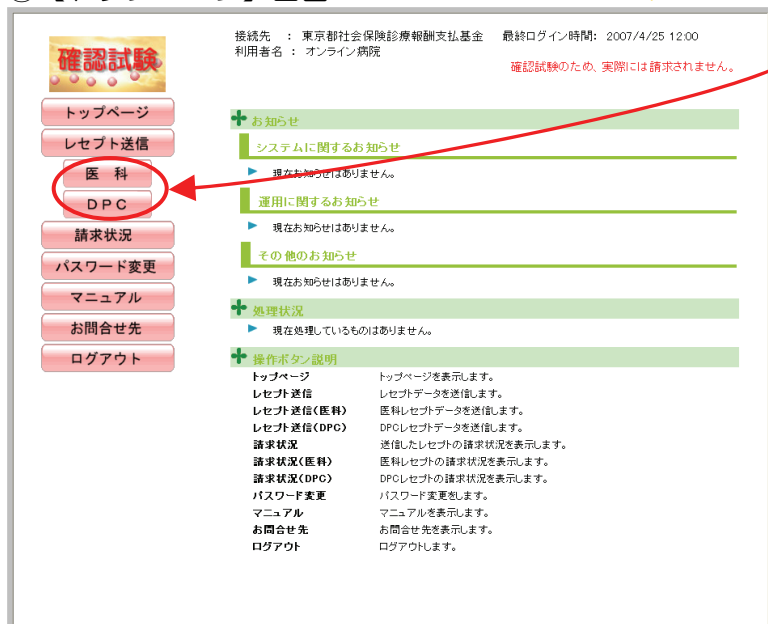 接続先 : 東京都社会保険診療報酬支払基金 最終ログイン時間: 2007/4/25 12:00
利用者名 : オンライン病院
確認試験のため、実際には請求されません。
確認試験
トップページ
レセプト送信
医 科
DPC
請求状況
パスワード変更
マニュアル
お問合せ先
ログアウト
お知らせ
システムに関するお知らせ
現在お知らせはありません。
運用に関するお知らせ
現在お知らせはありません。
その他のお知らせ
現在お知らせはありません。
処理状況
現在処理しているものはありません。
操作ボタン説明
トップページ トップページを表示します。
レセプト送信 レセプトデータを送信します。
レセプト送信(医科) 医科レセプトデータを送信します。
レセプト送信(DPC) DPCレセプトデータを送信します。
請求状況 送信したレセプトの請求状況を表示します。
請求状況(医科) 医科レセプトの請求状況を表示します。
請求状況(DPC) DPCレセプトの請求状況を表示します。
パスワード変更 パスワード変更をします。
マニュアル マニュアルを表示します。
お問合せ先 お問合せ先を表示します。
ログアウト ログアウトします。